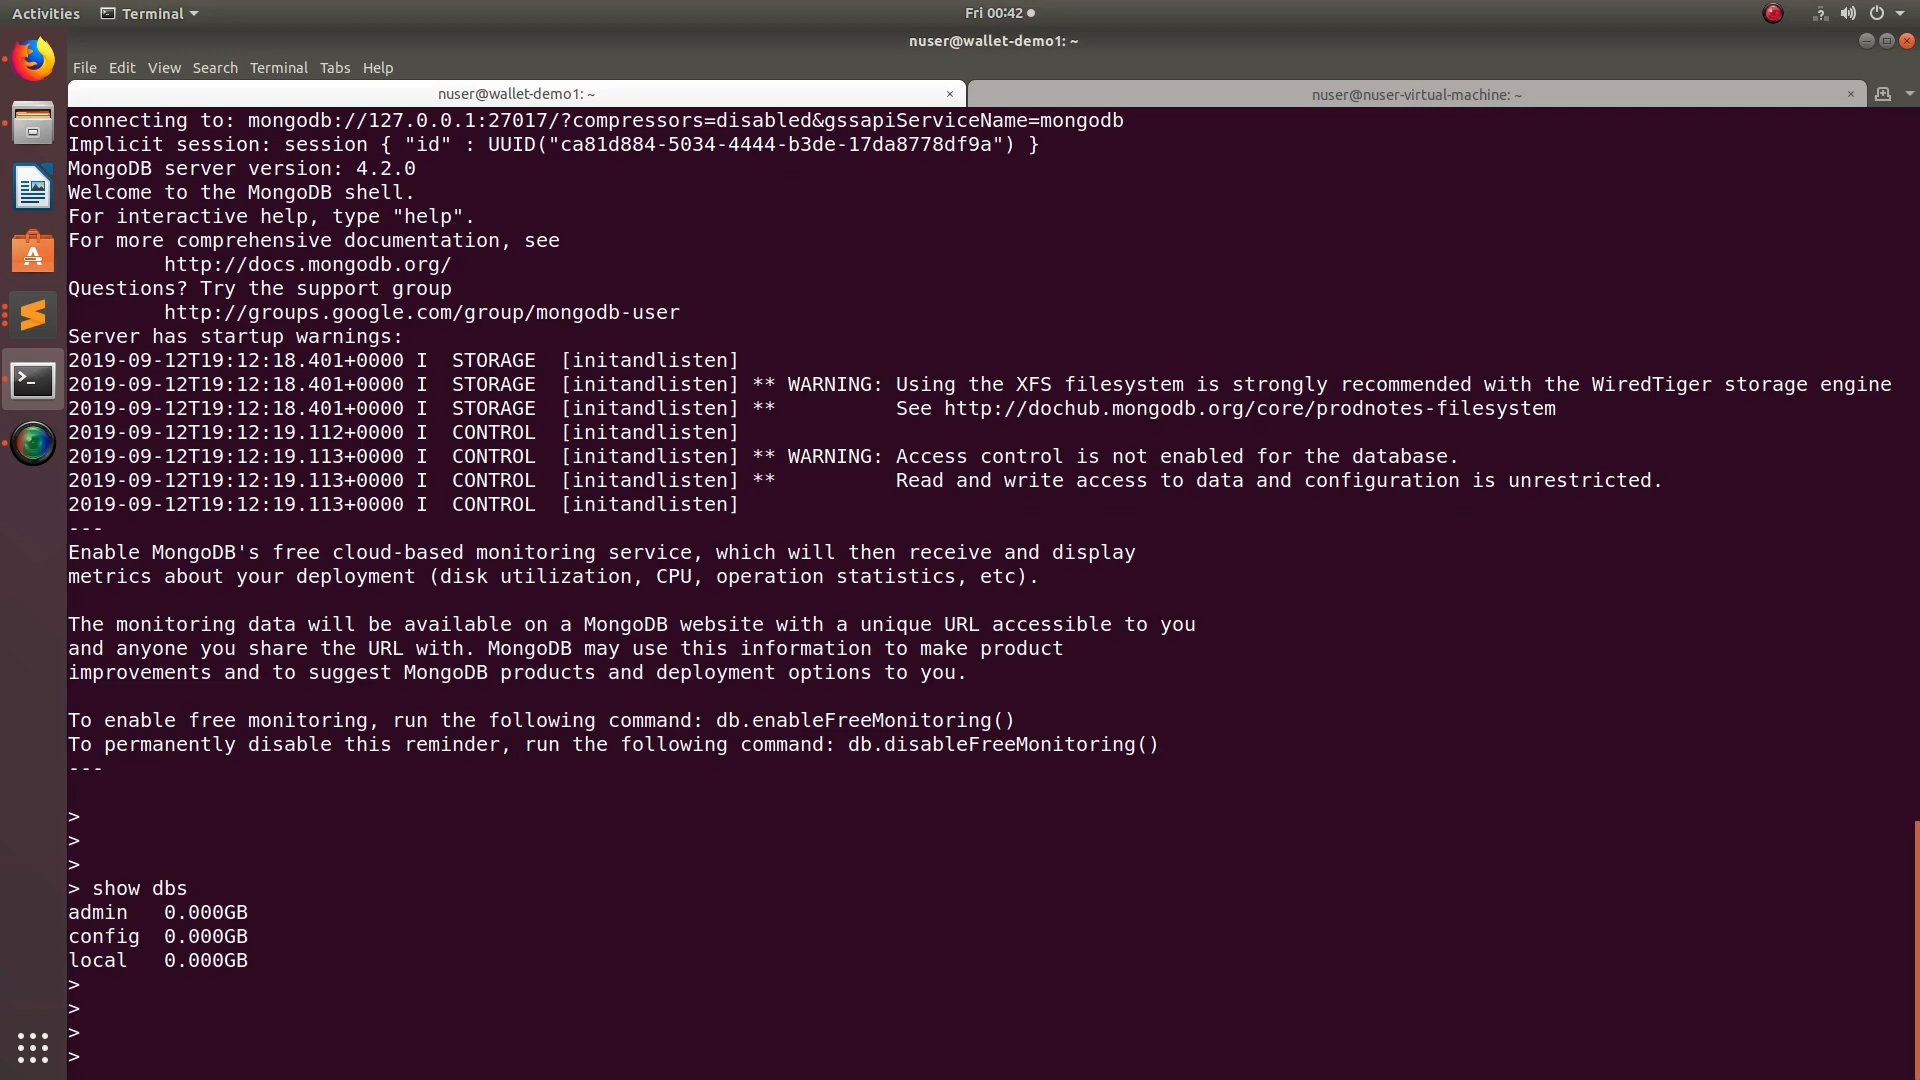 Activities Terminal Fri 00:42
nuser@wallet-demo1: ~
File Edit View Search Terminal Tabs Help
nuser@wallet-demo1: ~ × nuser@nuser-virtual-machine: ~ ×
connecting to: mongodb://127.0.0.1:27017/?compressors=disabled&gssapiServiceName=mongodb
Implicit session: session { "id" : UUID("ca81d884-5034-4444-b3de-17da8778df9a") }
MongoDB server version: 4.2.0
Welcome to the MongoDB shell.
For interactive help, type "help".
For more comprehensive documentation, see
        http://docs.mongodb.org/
Questions? Try the support group
        http://groups.google.com/group/mongodb-user
Server has startup warnings:
2019-09-12T19:12:18.401+0000 I  STORAGE  [initandlisten]
2019-09-12T19:12:18.401+0000 I  STORAGE  [initandlisten] ** WARNING: Using the XFS filesystem is strongly recommended with the WiredTiger storage engine
2019-09-12T19:12:18.401+0000 I  STORAGE  [initandlisten] **          See http://dochub.mongodb.org/core/prodnotes-filesystem
2019-09-12T19:12:19.112+0000 I  CONTROL  [initandlisten]
2019-09-12T19:12:19.113+0000 I  CONTROL  [initandlisten] ** WARNING: Access control is not enabled for the database.
2019-09-12T19:12:19.113+0000 I  CONTROL  [initandlisten] **          Read and write access to data and configuration is unrestricted.
2019-09-12T19:12:19.113+0000 I  CONTROL  [initandlisten]
---
Enable MongoDB's free cloud-based monitoring service, which will then receive and display
metrics about your deployment (disk utilization, CPU, operation statistics, etc).

The monitoring data will be available on a MongoDB website with a unique URL accessible to you
and anyone you share the URL with. MongoDB may use this information to make product
improvements and to suggest MongoDB products and deployment options to you.

To enable free monitoring, run the following command: db.enableFreeMonitoring()
To permanently disable this reminder, run the following command: db.disableFreeMonitoring()
---

>
>
>
> show dbs
admin   0.000GB
config  0.000GB
local   0.000GB
>
>
>
>